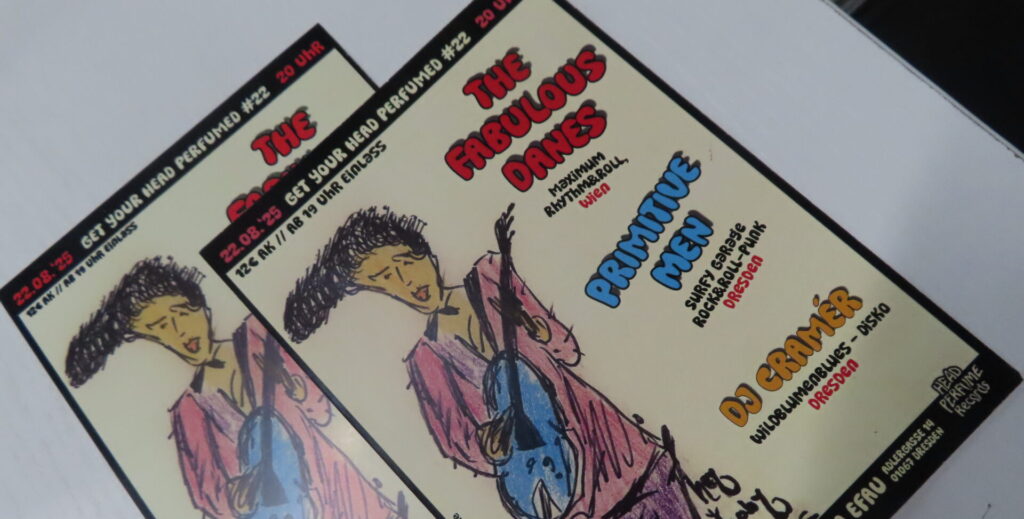 22.08.'25 GET YOUR HEAD PERFUMED #22 20 UHR
12€ AK // AB 19 UHR EINLASS
THE
22.08.'25 GET YOUR HEAD PERFUMED #22
12€ AK // AB 19 UHR EINLASS
THE
FABULOUS
DANES
MAXIMUM
RHYTHM&ROLL,
WIEN
PRIMITIVE
MEN
SURFY GARAGE
ROCK&ROLL-PUNK
DRESDEN
DJ CRAMÉR
WILDBLUMENBLUES - DISKO
DRESDEN
HEAD
PERFUME
RECORDS
EFAU ADLERGASSE 14
01067 DRESDEN